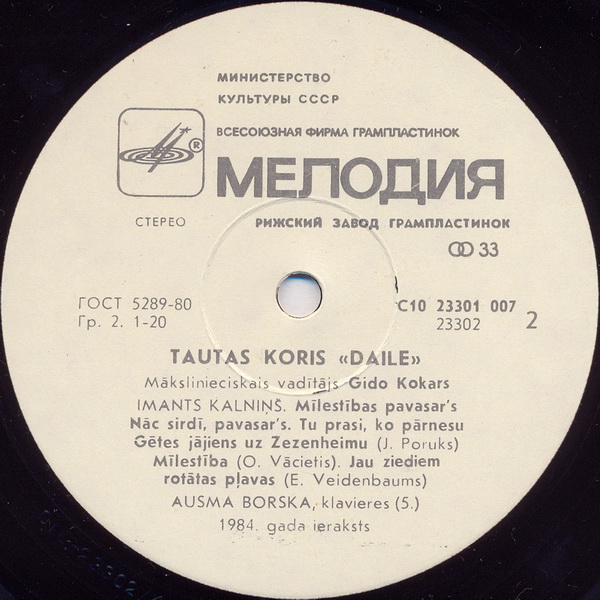 МИНИСТЕРСТВО
КУЛЬТУРЫ СССР
ВСЕСОЮЗНАЯ ФИРМА ГРАМПЛАСТИНОК
®
МЕЛОДИЯ
СТЕРЕО
РИЖСКИЙ ЗАВОД ГРАМПЛАСТИНОК
33
ГОСТ 5289-80
С10 23301 007
Гр. 2. 1-20
23302
2
TAUTAS KORIS «DAILE»
Mākslinieciskais vadītājs Gido Kokars
IMANTS KALNIŅŠ. Mīlestības pavasar's
Nāc sirdī, pavasar's. Tu prasi, ko pārnesu
Gētes jājiens uz Zezenheimu (J. Poruks)
Mīlestība (O. Vācietis). Jau ziediem
rotātas pļavas (E. Veidenbaums)
AUSMA BORSKA, klavieres (5.)
1984. gada ieraksts